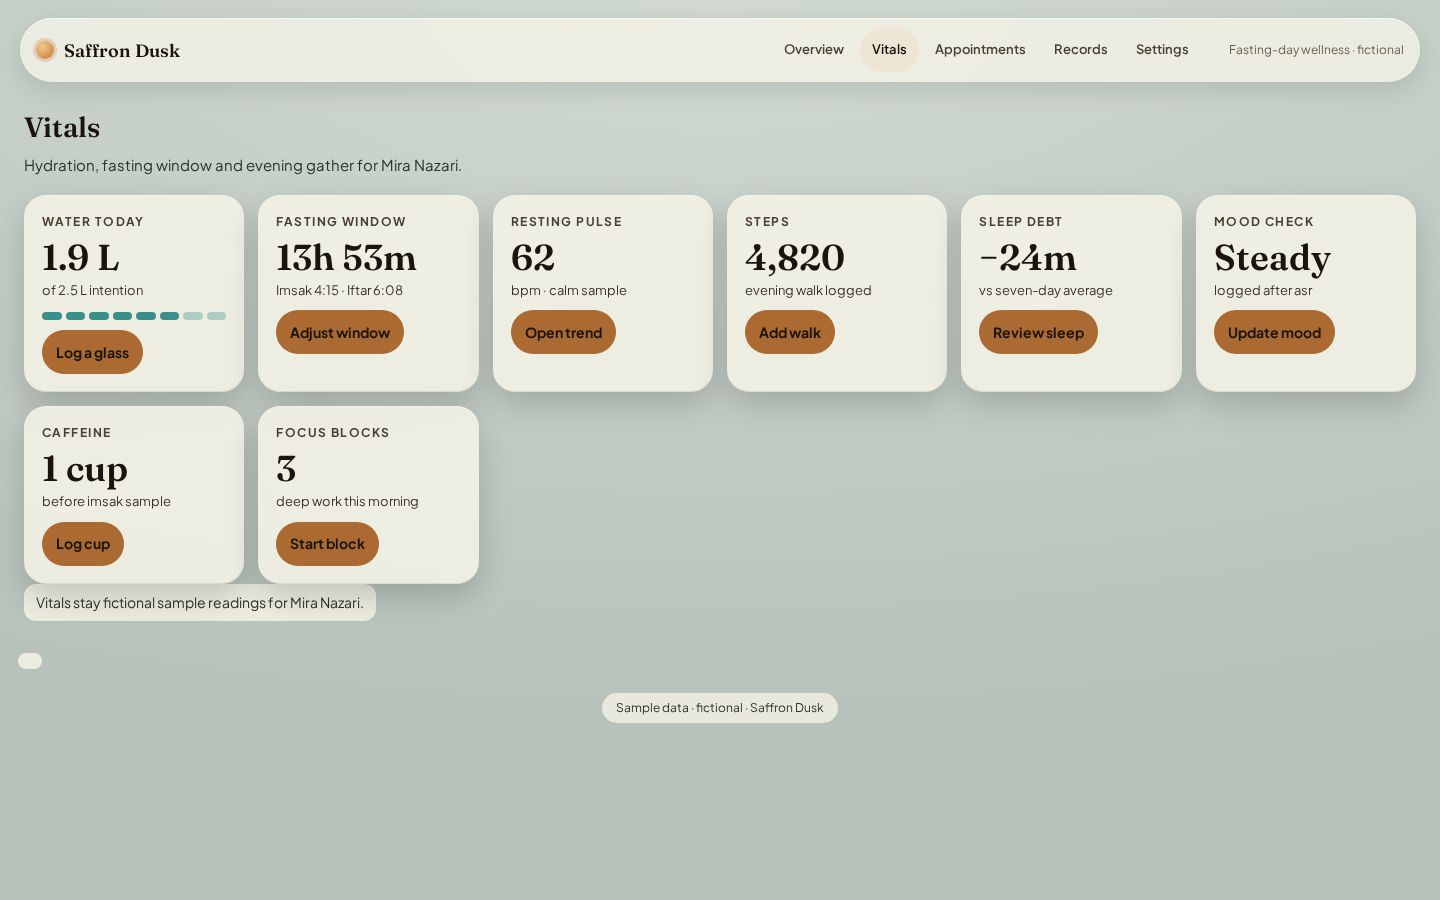 Saffron Dusk
Overview
Vitals
Appointments
Records
Settings
Fasting-day wellness · fictional
Vitals
Hydration, fasting window and evening gather for Mira Nazari.
WATER TODAY
1.9 L
of 2.5 L intention
Log a glass
FASTING WINDOW
13h 53m
Imsak 4:15 · Iftar 6:08
Adjust window
RESTING PULSE
62
bpm · calm sample
Open trend
STEPS
4,820
evening walk logged
Add walk
SLEEP DEBT
−24m
vs seven-day average
Review sleep
MOOD CHECK
Steady
logged after asr
Update mood
CAFFEINE
1 cup
before imsak sample
Log cup
FOCUS BLOCKS
3
deep work this morning
Start block
Vitals stay fictional sample readings for Mira Nazari.
Sample data · fictional · Saffron Dusk